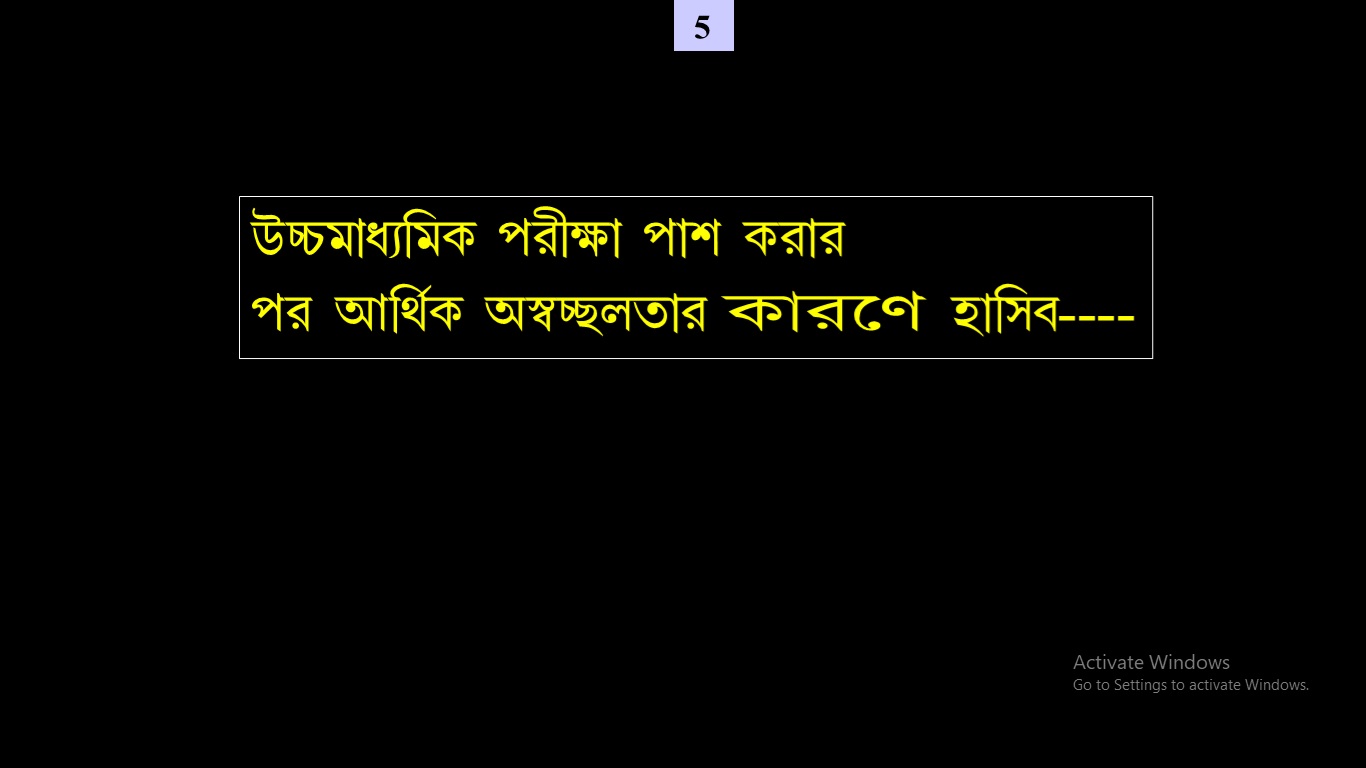 5
উচ্চমাধ্যমিক পরীক্ষা পাশ করার
পর আর্থিক অস্বচ্ছলতার কারণে হাসিব----
Activate Windows
Go to Settings to activate Windows.